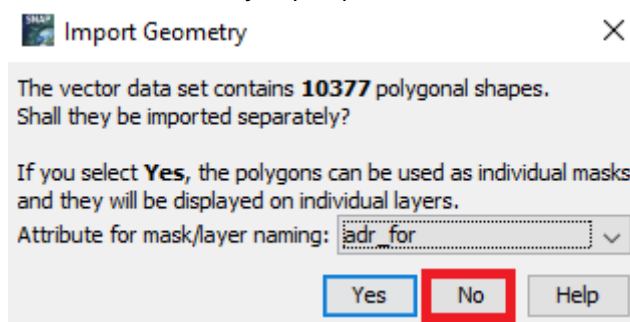 SNAP
Import Geometry
The vector data set contains 10377 polygonal shapes.
Shall they be imported separately?
If you select Yes, the polygons can be used as individual masks
and they will be displayed on individual layers.
Attribute for mask/layer naming: adr_for
Yes No Help